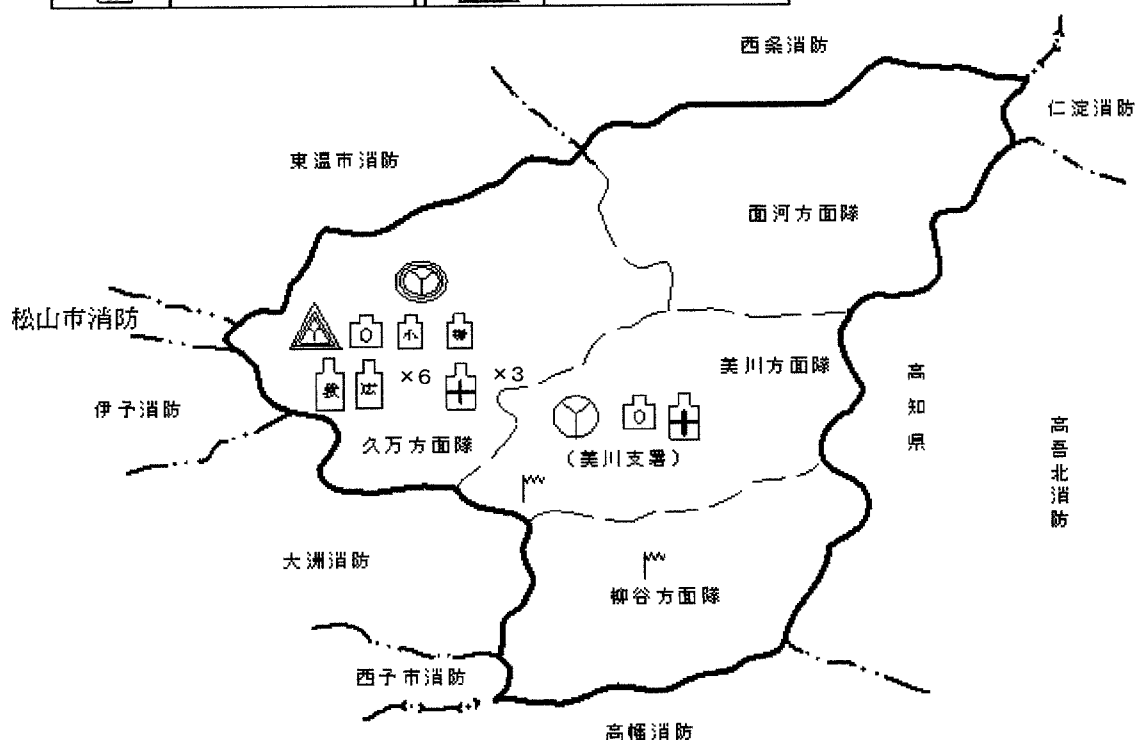 西条消防
仁淀消防
東温市消防
面河方面隊
松山市消防
小
救 広 ×6 ×3
美川方面隊
高知県
伊予消防
久万方面隊
(美川支署)
高吾北消防
大洲消防
柳谷方面隊
西予市消防
高幡消防